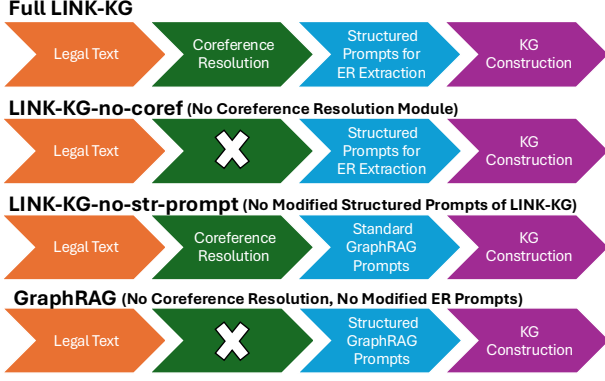 Full LINK-KG
Legal Text
Coreference
Resolution
Structured
Prompts for
ER Extraction
KG
Construction
LINK-KG-no-coref (No Coreference Resolution Module)
Legal Text
Structured
Prompts for
ER Extraction
KG
Construction
LINK-KG-no-str-prompt (No Modified Structured Prompts of LINK-KG)
Legal Text
Coreference
Resolution
Standard
GraphRAG
Prompts
KG
Construction
GraphRAG (No Coreference Resolution, No Modified ER Prompts)
Legal Text
Structured
GraphRAG
Prompts
KG
Construction